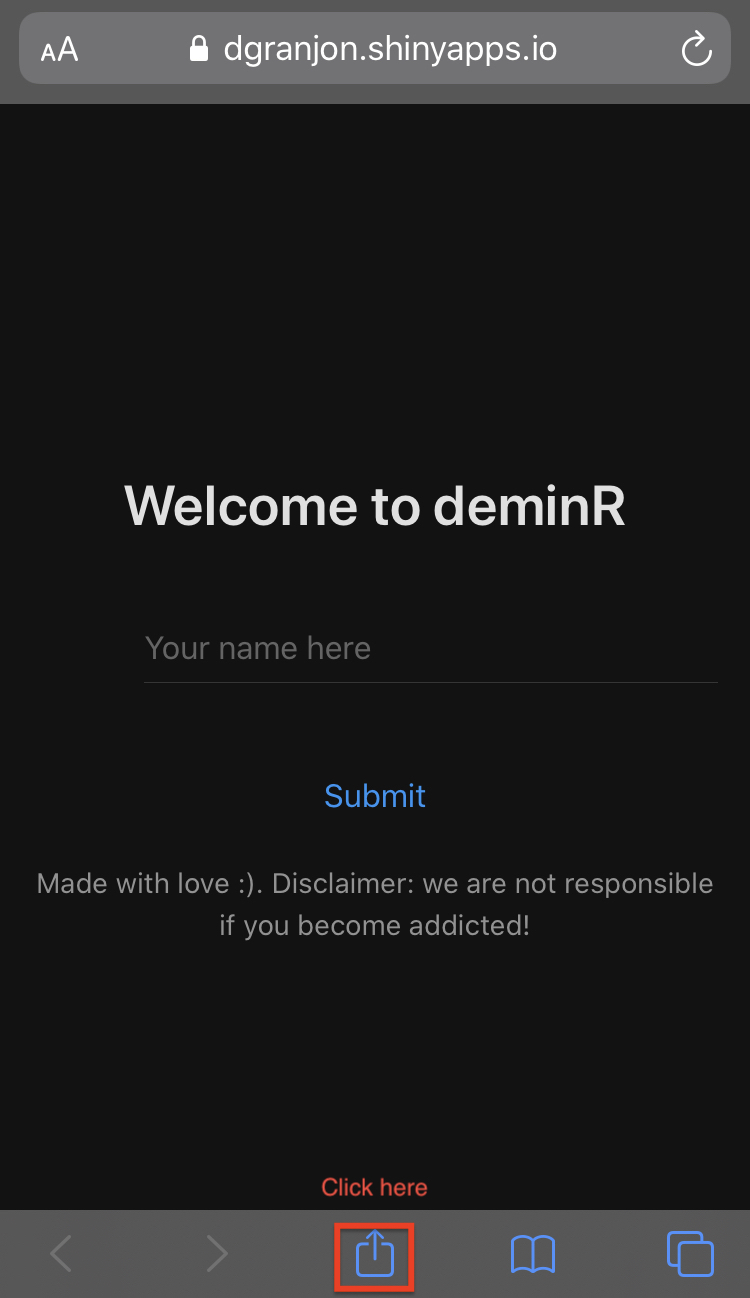 AA dgranjon.shinyapps.io
Welcome to deminR
Your name here
Submit
Made with love :). Disclaimer: we are not responsible
if you become addicted!
Click here